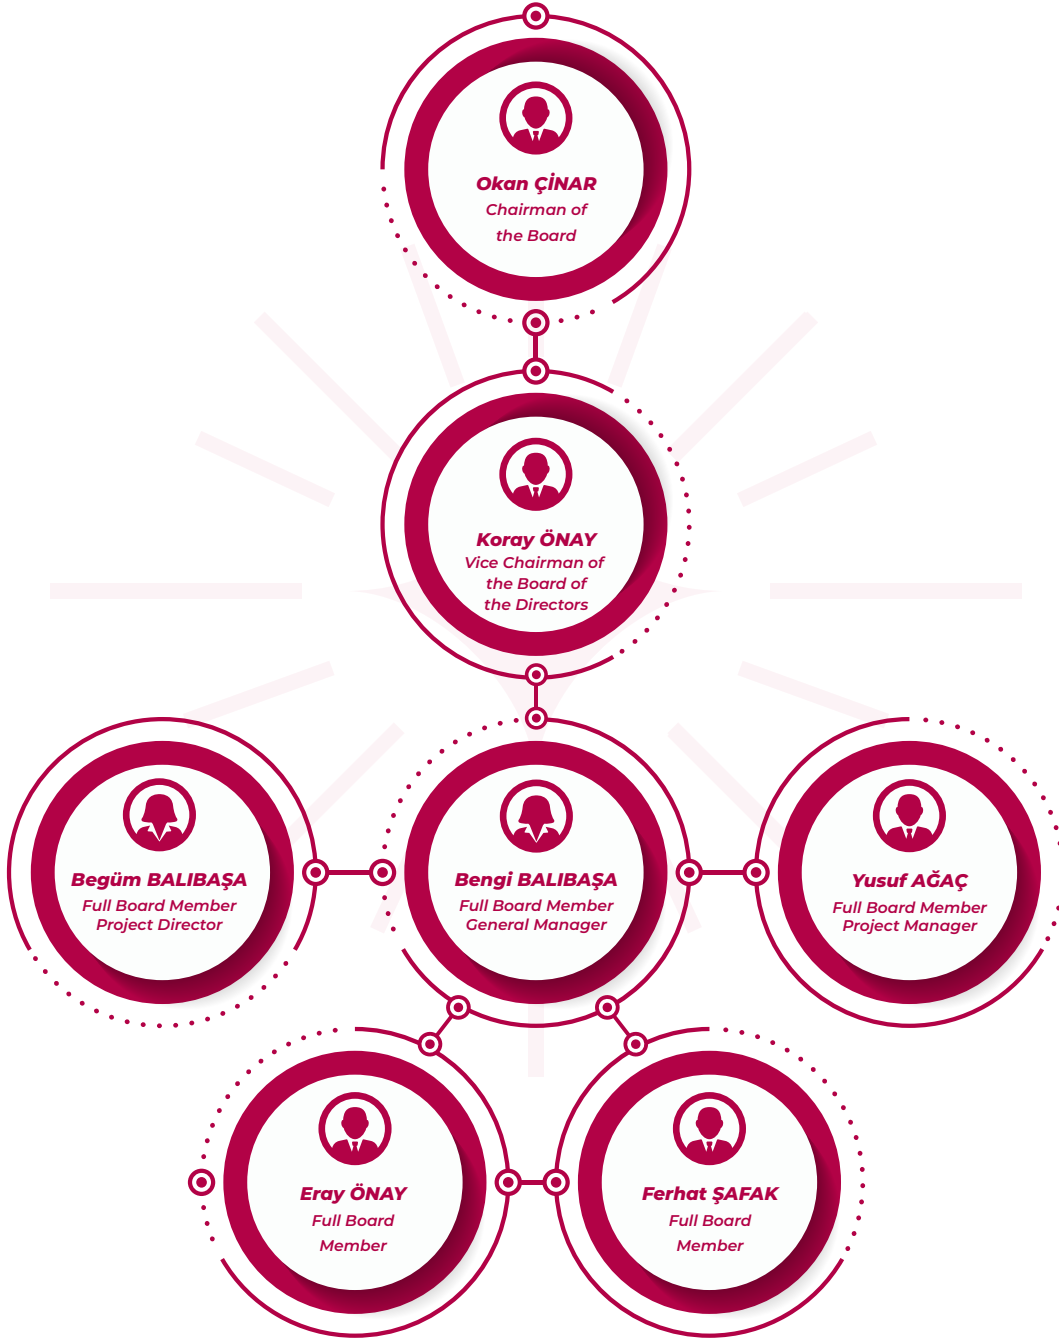 Okan ÇİNAR
Chairman of
the Board
Koray ÖNAY
Vice Chairman of
the Board of
the Directors
Begüm BALIBAŞA
Full Board Member
Project Director
Bengi BALIBAŞA
Full Board Member
General Manager
Yusuf AĞAÇ
Full Board Member
Project Manager
Eray ÖNAY
Full Board
Member
Ferhat ŞAFAK
Full Board
Member